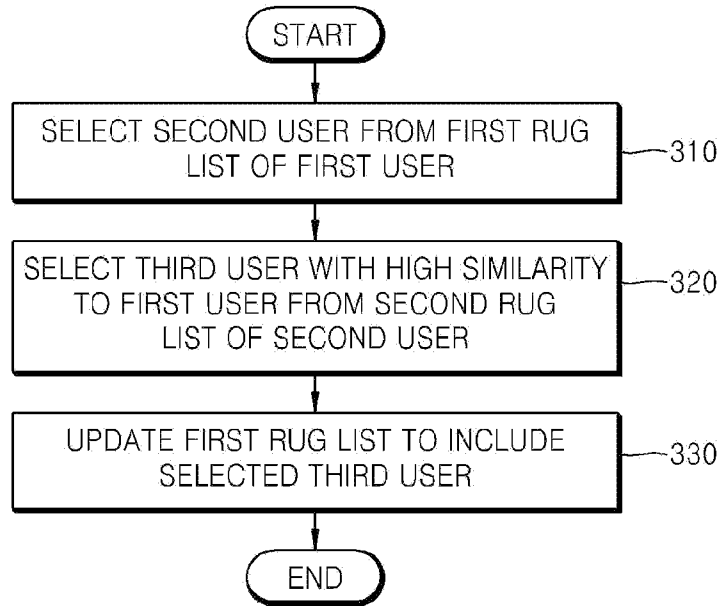 START
SELECT SECOND USER FROM FIRST RUG
LIST OF FIRST USER
310
SELECT THIRD USER WITH HIGH SIMILARITY
TO FIRST USER FROM SECOND RUG
LIST OF SECOND USER
320
UPDATE FIRST RUG LIST TO INCLUDE
SELECTED THIRD USER
330
END